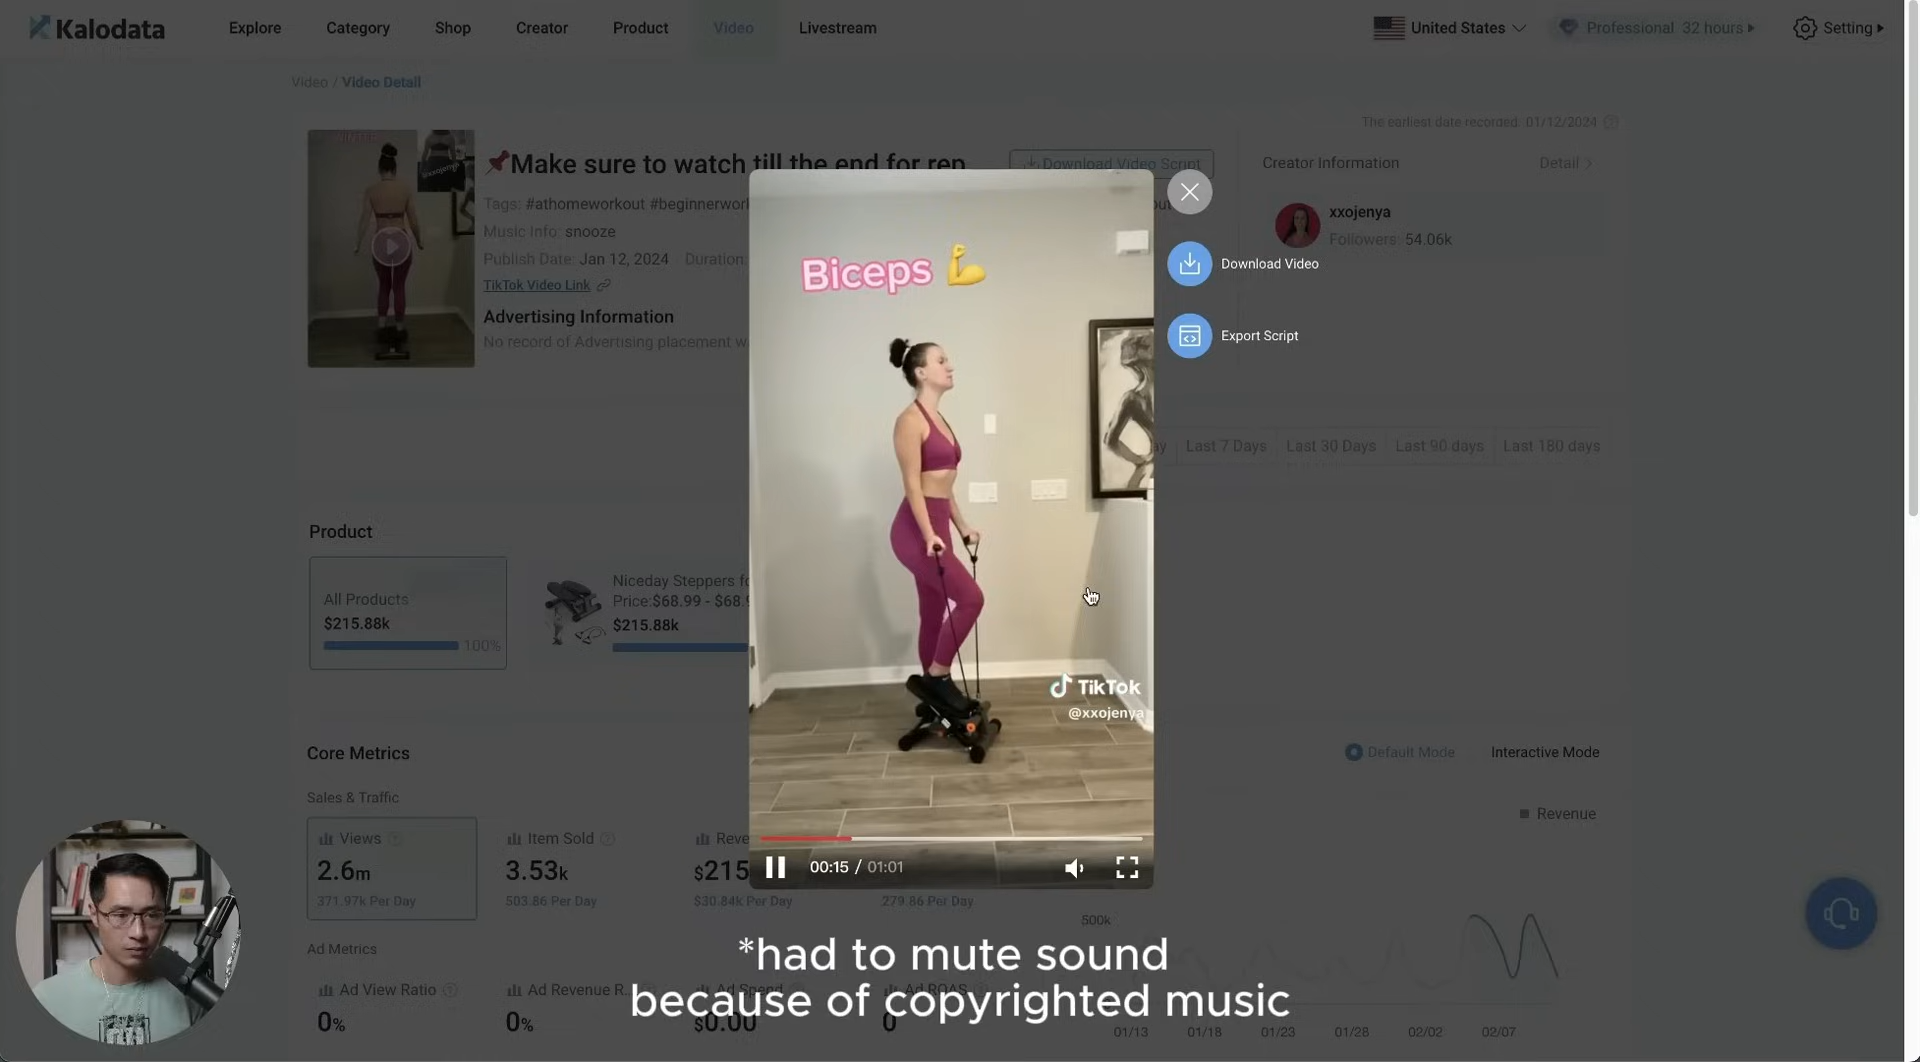 Kalodata
Explore
Category
Shop
Creator
Product
Video
Livestream
United States
Professional 32 hours
Setting
Video / Video Detail
The earliest date recorded: 01/12/2024
Make sure to watch till the end for rep
Download Video Script
Creator Information
Detail
Tags: #athomeworkout
Music Info: snooze
xxojenya
Followers: 54.06k
Publish Date: Jan 12, 2024 Duration:
TikTok Video Link
Advertising Information
No record of Advertising placement
Biceps
Download Video
Export Script
Last 7 Days
Last 30 Days
Last 90 days
Last 180 days
Product
All Products
$215.88k
100%
Niceday Steppers
Price:$68.99 -
$215.88k
TikTok
@xxojenya
Core Metrics
Default Mode
Interactive Mode
Sales & Traffic
Revenue
Views
2.6m
371.97k Per Day
Item Sold
3.53k
503.86 Per Day
$215
$30.84k Per Day
279.86 Per Day
00:15 / 01:01
500k
Ad Metrics
Ad View Ratio
0%
Ad Revenue R...
0%
Ad Spend
$0.00
Ad ROAS
0
*had to mute sound
because of copyrighted music
01/13
01/18
01/23
01/28
02/02
02/07